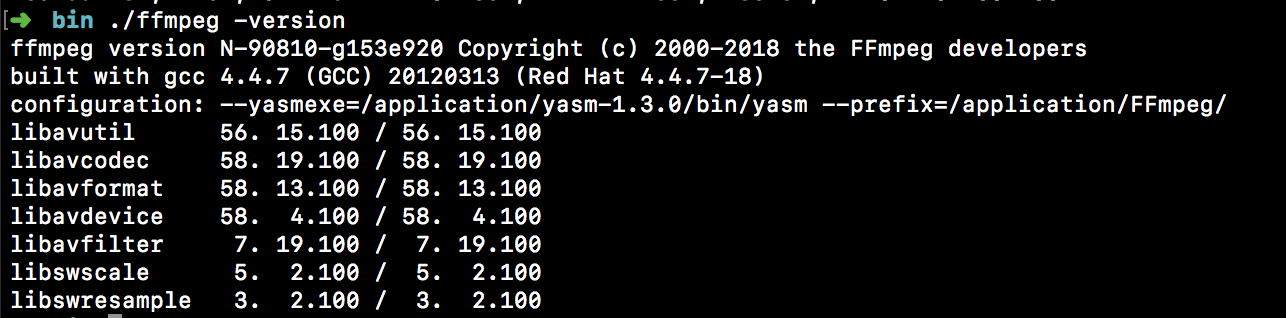 ➜ bin ./ffmpeg -version
ffmpeg version N-90810-g153e920 Copyright (c) 2000-2018 the FFmpeg developers
built with gcc 4.4.7 (GCC) 20120313 (Red Hat 4.4.7-18)
configuration: --yasmexe=/application/yasm-1.3.0/bin/yasm --prefix=/application/FFmpeg/
libavutil      56. 15.100 / 56. 15.100
libavcodec     58. 19.100 / 58. 19.100
libavformat    58. 13.100 / 58. 13.100
libavdevice    58.  4.100 / 58.  4.100
libavfilter     7. 19.100 /  7. 19.100
libswscale      5.  2.100 /  5.  2.100
libswresample   3.  2.100 /  3.  2.100